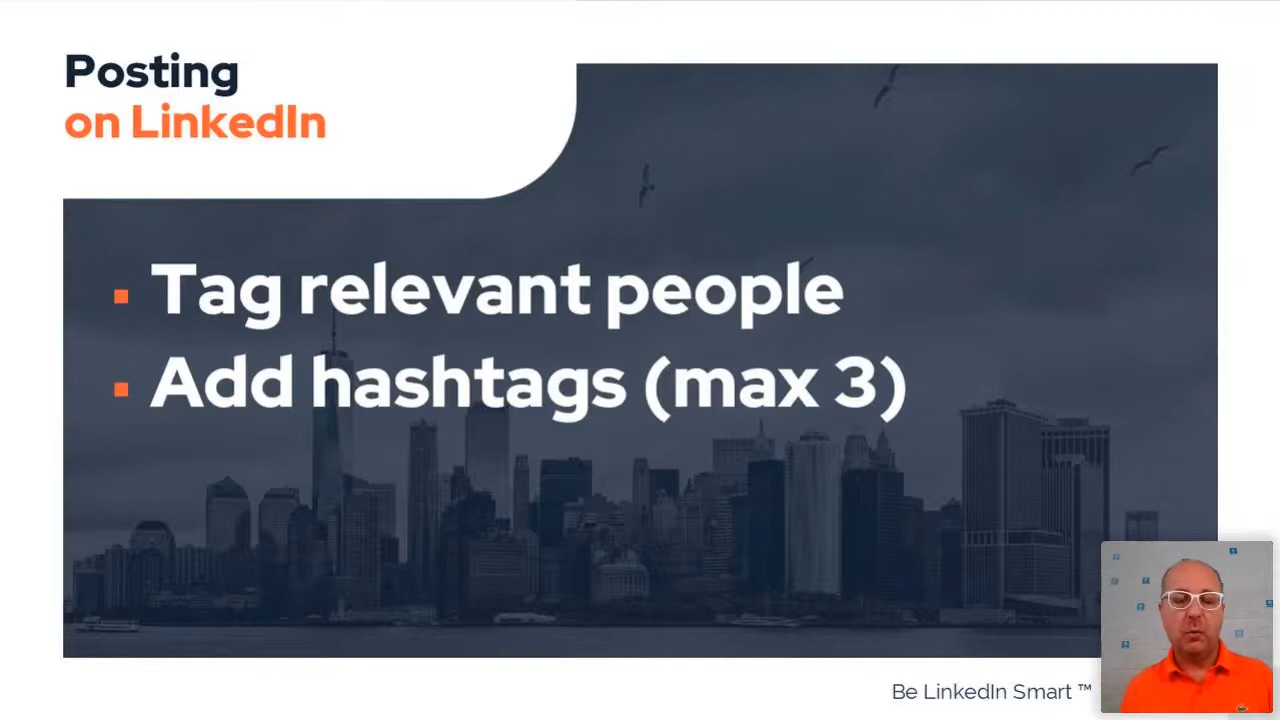 Posting
on LinkedIn
▪ Tag relevant people
▪ Add hashtags (max 3)
Be LinkedIn Smart ™